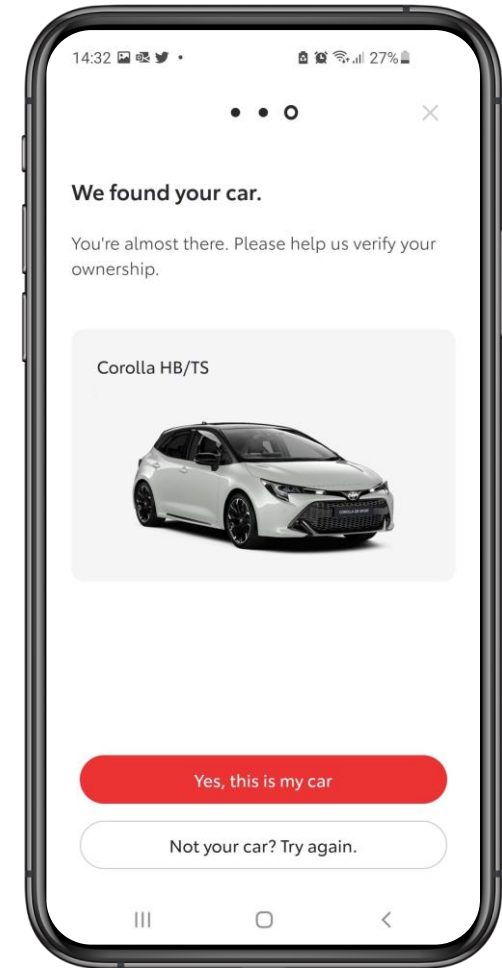 14:32
27%
We found your car.
You're almost there. Please help us verify your
ownership.
Corolla HB/TS
Yes, this is my car
Not your car? Try again.